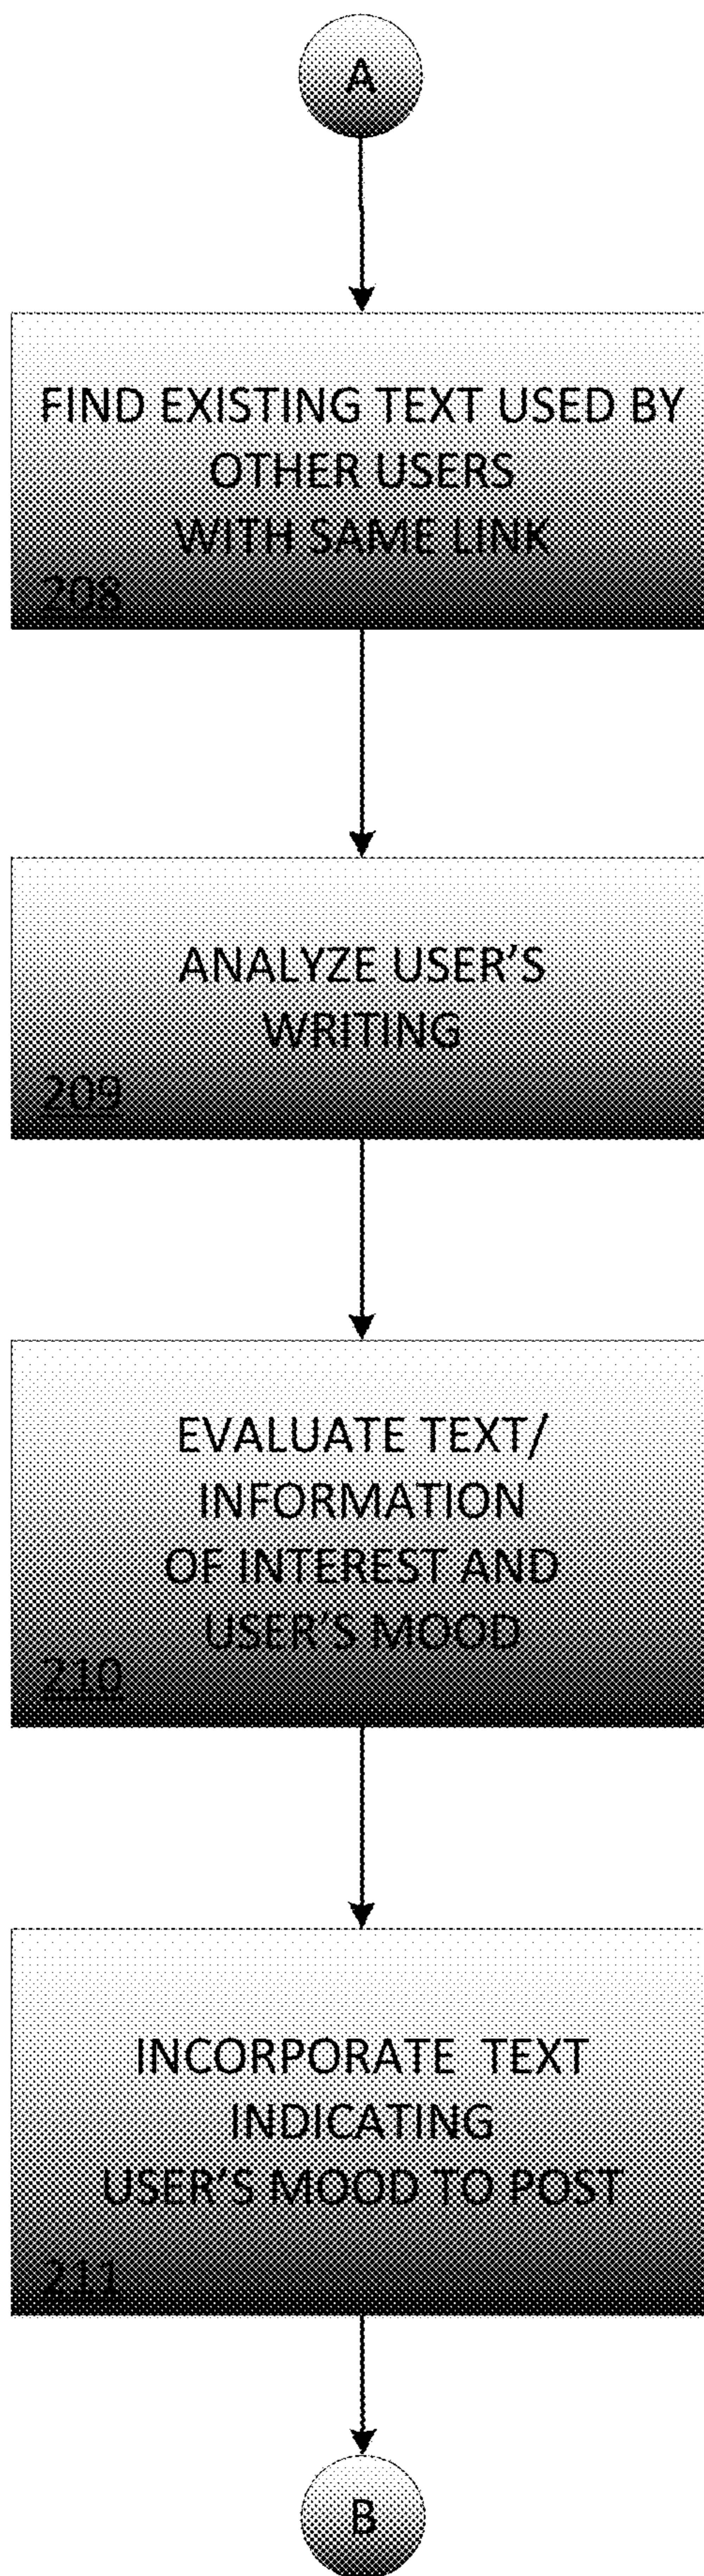 A
FIND EXISTING TEXT USED BY
OTHER USERS
WITH SAME LINK
208
ANALYZE USER'S
WRITING
209
EVALUATE TEXT/
INFORMATION
OF INTEREST AND
USER'S MOOD
210
INCORPORATE TEXT
INDICATING
USER'S MOOD TO POST
211
B